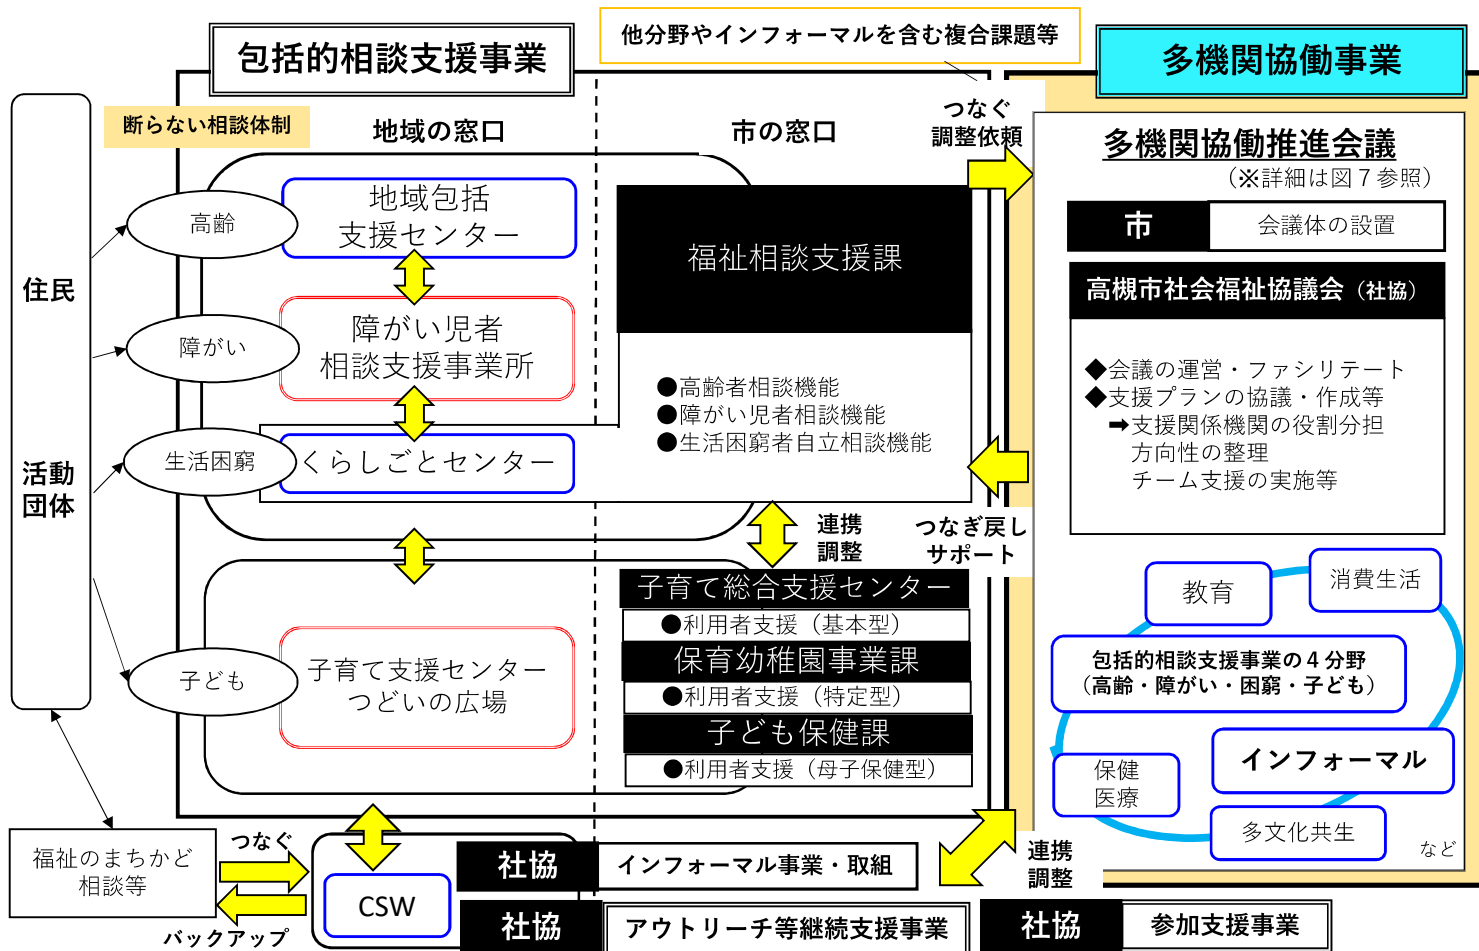 他分野やインフォーマルを含む複合課題等
包括的相談支援事業
多機関協働事業
断らない相談体制
地域の窓口
市の窓口
つなぐ
調整依頼
住民
活動
団体
高齢
障がい
生活困窮
子ども
地域包括
支援センター
障がい児者
相談支援事業所
くらしごとセンター
子育て支援センター
つどいの広場
福祉相談支援課
●高齢者相談機能
●障がい児者相談機能
●生活困窮者自立相談機能
連携
調整
つなぎ戻し
サポート
子育て総合支援センター
●利用者支援（基本型）
保育幼稚園事業課
●利用者支援（特定型）
子ども保健課
●利用者支援（母子保健型）
多機関協働推進会議
（※詳細は図７参照）
市
会議体の設置
高槻市社会福祉協議会（社協）
◆会議の運営・ファシリテート
◆支援プランの協議・作成等
➡支援関係機関の役割分担
方向性の整理
チーム支援の実施等
教育
消費生活
包括的相談支援事業の４分野
（高齢・障がい・困窮・子ども）
インフォーマル
保健
医療
多文化共生
など
福祉のまちかど
相談等
つなぐ
バックアップ
CSW
社協
インフォーマル事業・取組
社協
アウトリーチ等継続支援事業
連携
調整
社協
参加支援事業